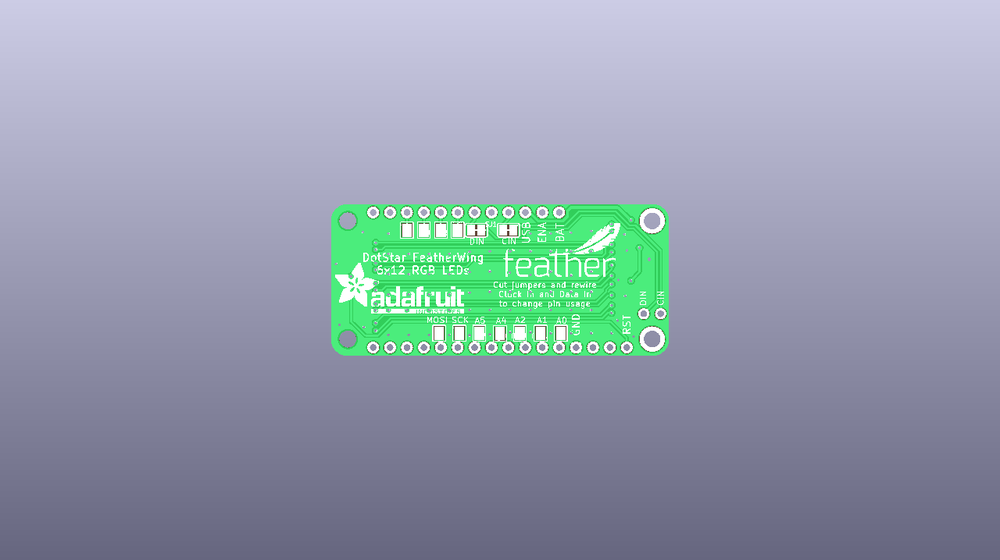 USB
ENA
BAT
DIN
CIN
DotStar FeatherWing
6x12 RGB LEDs
feather
Cut jumpers and rewire
Clock In and Data In
to change pin usage
adafruit
DIN
CIN
MOSI SCK A5 A4 A2 A1 A0
GND
RST